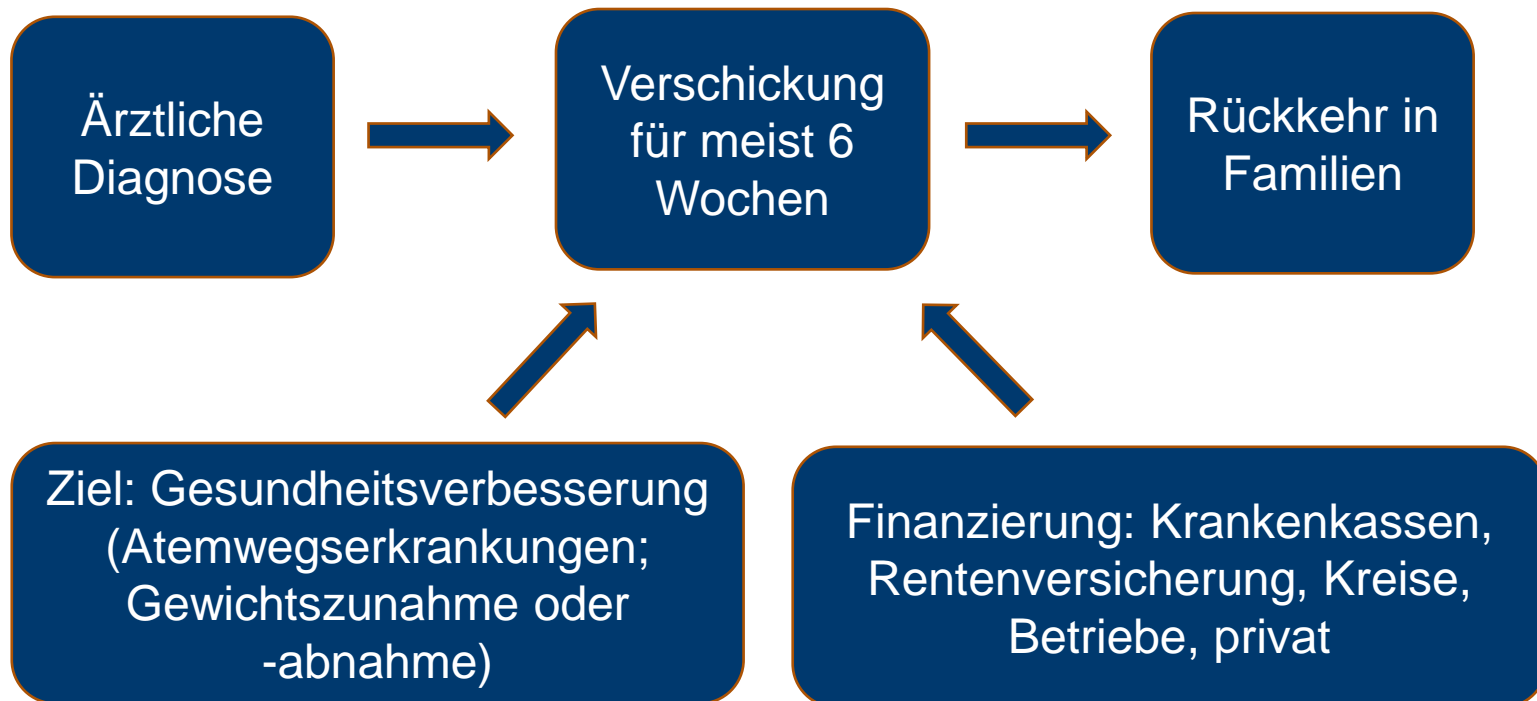 Ärztliche
Diagnose
Verschickung
für meist 6
Wochen
Rückkehr in
Familien
Ziel: Gesundheitsverbesserung
(Atemwegserkrankungen;
Gewichtszunahme oder
-abnahme)
Finanzierung: Krankenkassen,
Rentenversicherung, Kreise,
Betriebe, privat